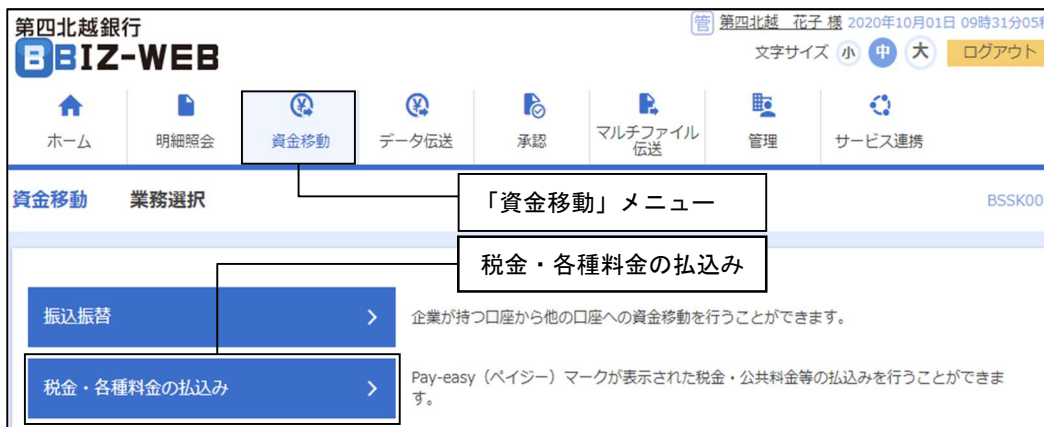 第四北越銀行
管 第四北越 花子 様 2020年10月01日 09時31分05秒
BBIZ-WEB
文字サイズ 小 中 大 ログアウト
ホーム 明細照会 資金移動 データ伝送 承認 マルチファイル 管理 サービス連携
伝送
「資金移動」メニュー
資金移動 業務選択 BSSK00
税金・各種料金の払込み
振込振替 企業が持つ口座から他の口座への資金移動を行うことができます。
税金・各種料金の払込み Pay-easy（ペイジー）マークが表示された税金・公共料金等の払込みを行うことができま
す。